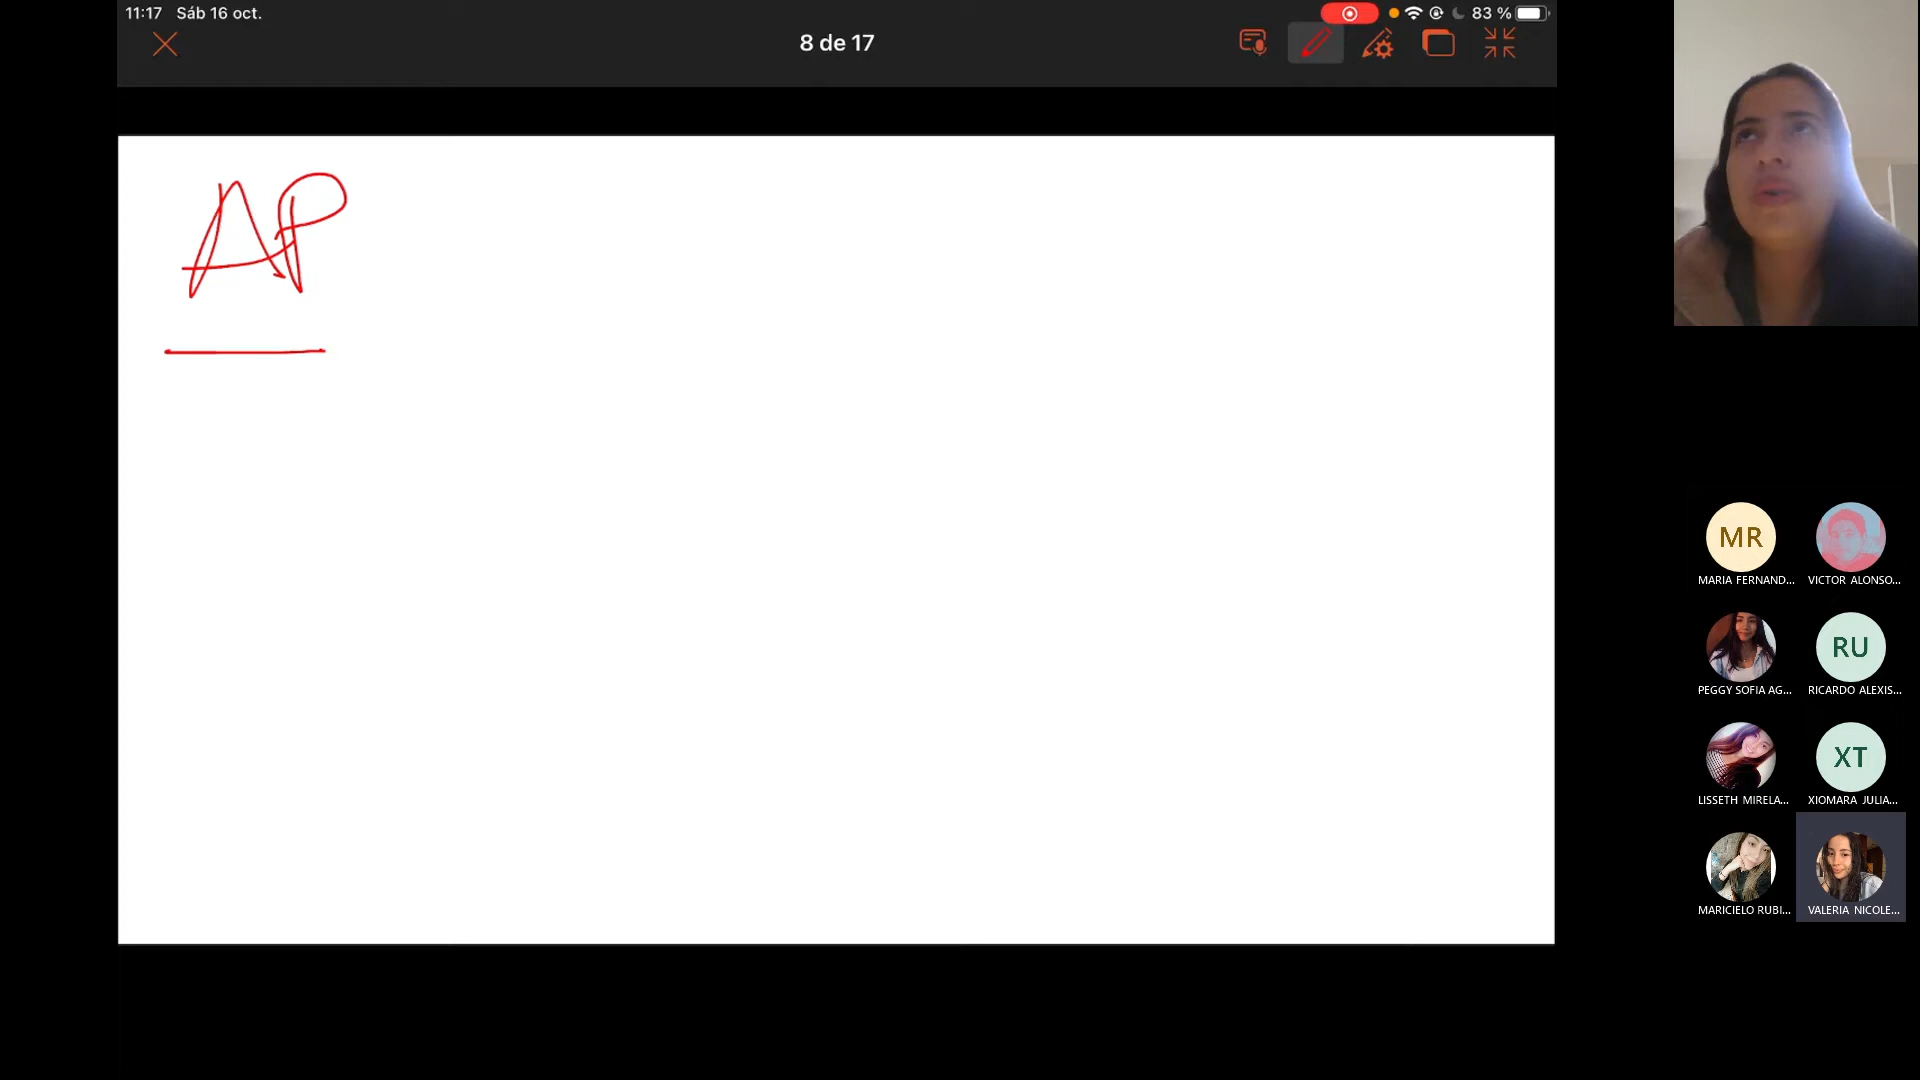 11:17 Sáb 16 oct.
83 %
8 de 17
AP
MR
MARIA FERNAND...
VICTOR ALONSO...
PEGGY SOFIA AG...
RU
RICARDO ALEXIS...
LISSETH MIRELA...
XT
XIOMARA JULIA...
MARICIELO RUBI...
VALERIA NICOLE...